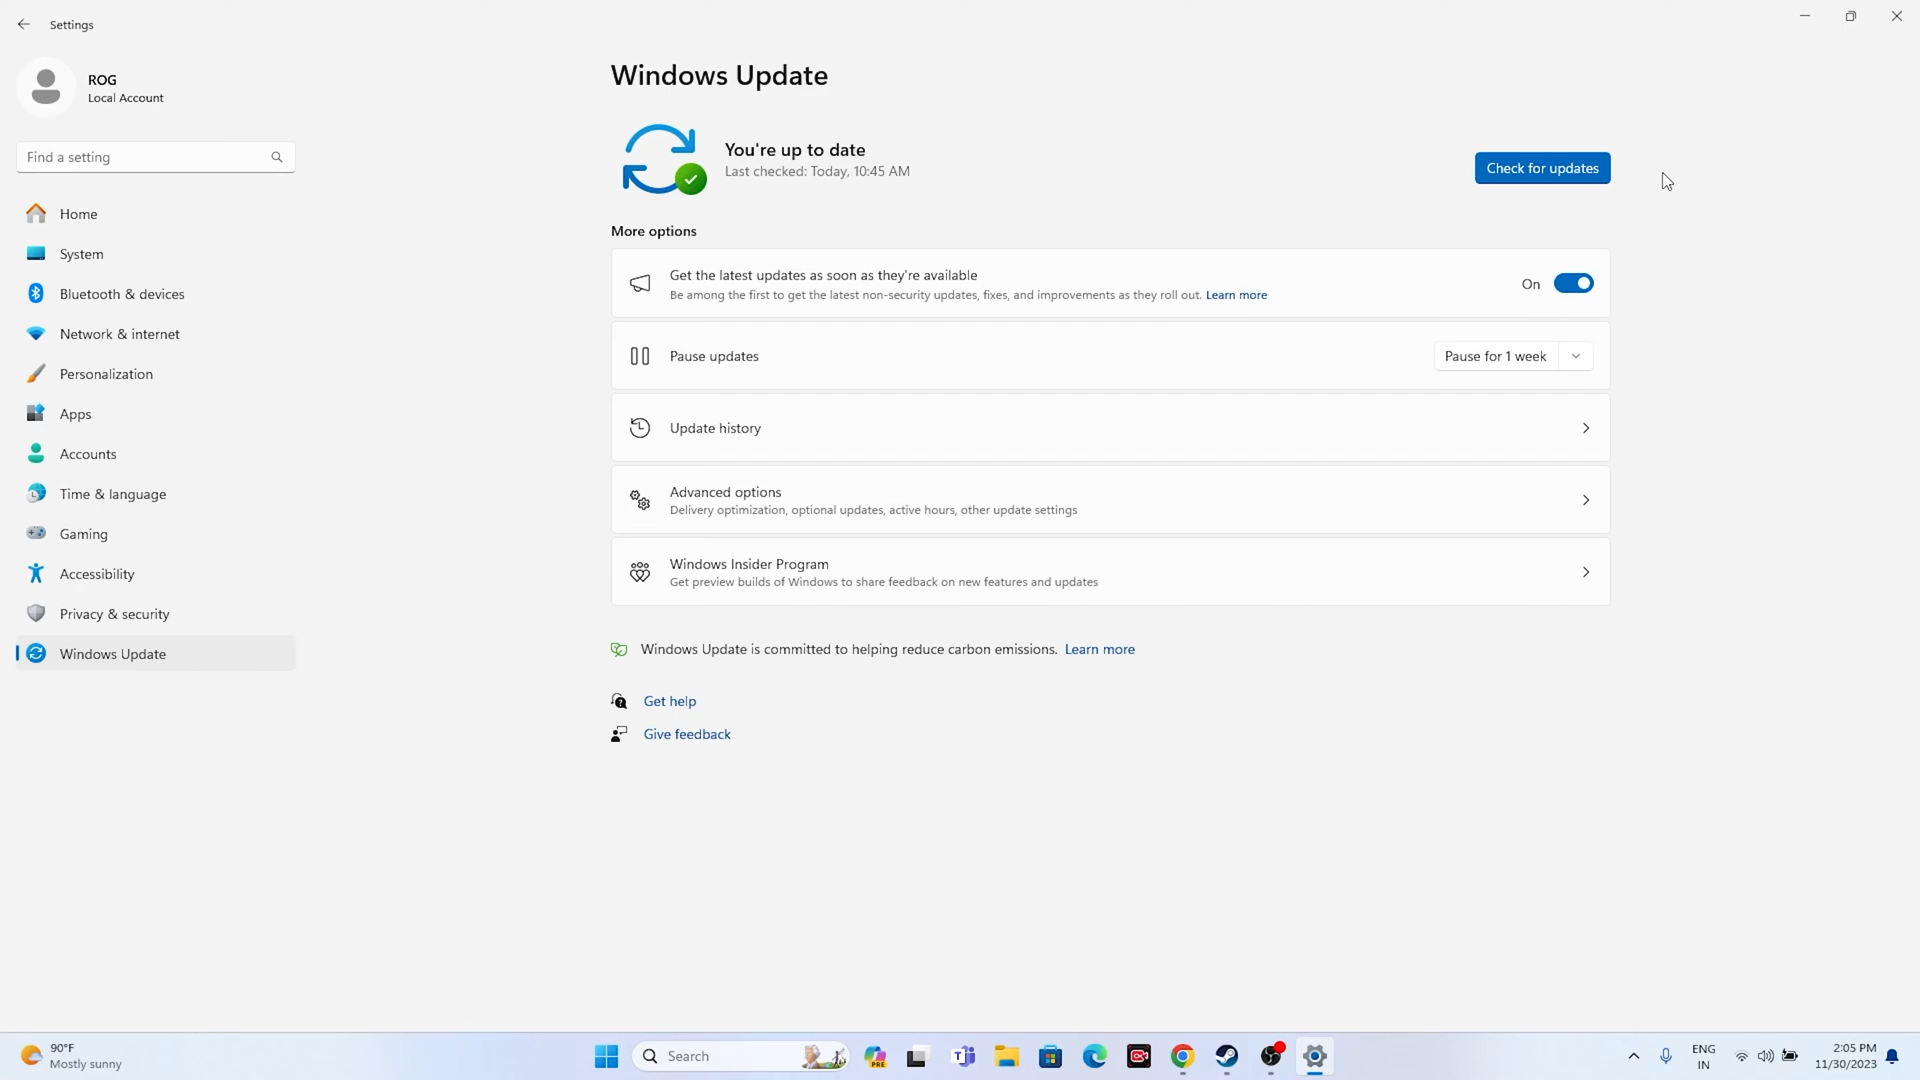 Settings
ROG
Local Account
Find a setting
Home
System
Bluetooth & devices
Network & internet
Personalization
Apps
Accounts
Time & language
Gaming
Accessibility
Privacy & security
Windows Update
Windows Update
You're up to date
Last checked: Today, 10:45 AM
Check for updates
More options
Get the latest updates as soon as they're available
Be among the first to get the latest non-security updates, fixes, and improvements as they roll out. Learn more
On
Pause updates
Pause for 1 week
Update history
Advanced options
Delivery optimization, optional updates, active hours, other update settings
Windows Insider Program
Get preview builds of Windows to share feedback on new features and updates
Windows Update is committed to helping reduce carbon emissions. Learn more
Get help
Give feedback
90°F
Mostly sunny
Search
PRE
ENG
IN
2:05 PM
11/30/2023